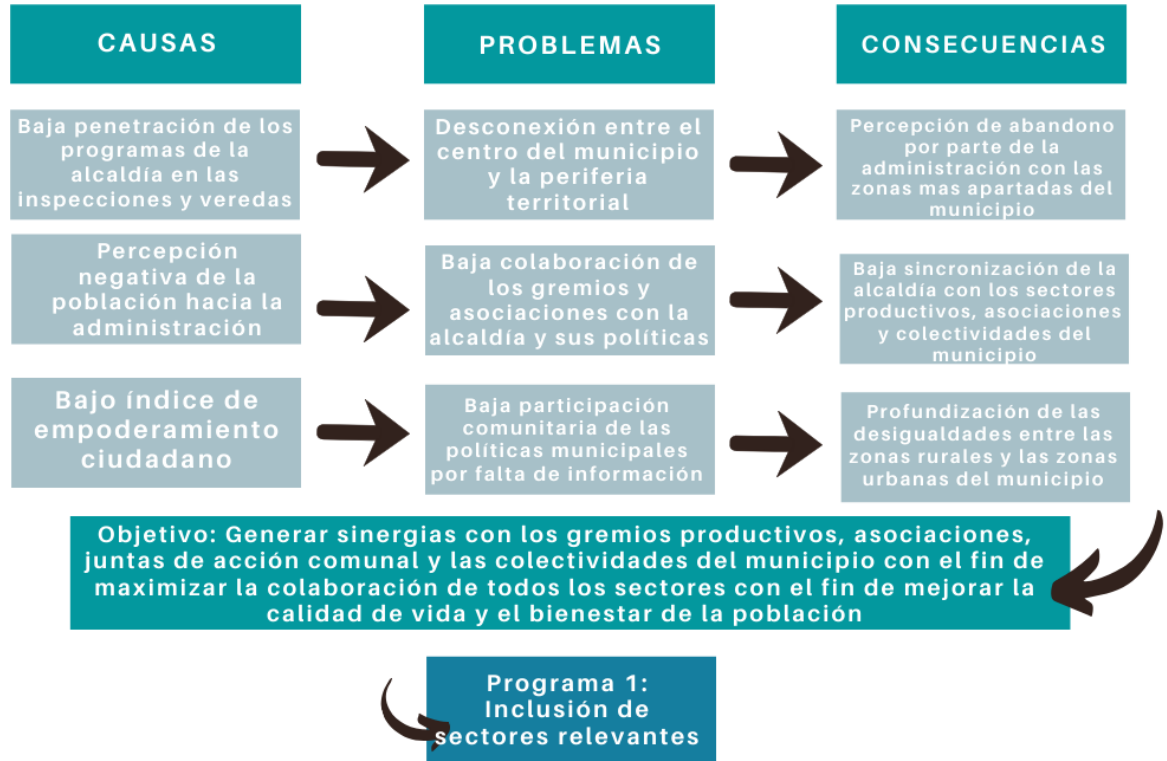 CAUSAS
PROBLEMAS
CONSECUENCIAS
Baja penetración de los
programas de la
alcaldía en las
inspecciones y veredas
Desconexión entre el
centro del municipio
y la periferia
territorial
Percepción de abandono
por parte de la
administración con las
zonas mas apartadas del
municipio
Percepción
negativa de la
población hacia la
administración
Baja colaboración de
los gremios y
asociaciones con la
alcaldía y sus políticas
Baja sincronización de la
alcaldía con los sectores
productivos, asociaciones
y colectividades del
municipio
Bajo índice de
empoderamiento
ciudadano
Baja participación
comunitaria de las
políticas municipales
por falta de información
Profundización de las
desigualdades entre las
zonas rurales y las zonas
urbanas del municipio
Objetivo: Generar sinergias con los gremios productivos, asociaciones,
juntas de acción comunal y las colectividades del municipio con el fin de
maximizar la colaboración de todos los sectores con el fin de mejorar la
calidad de vida y el bienestar de la población
Programa 1:
Inclusión de
sectores relevantes